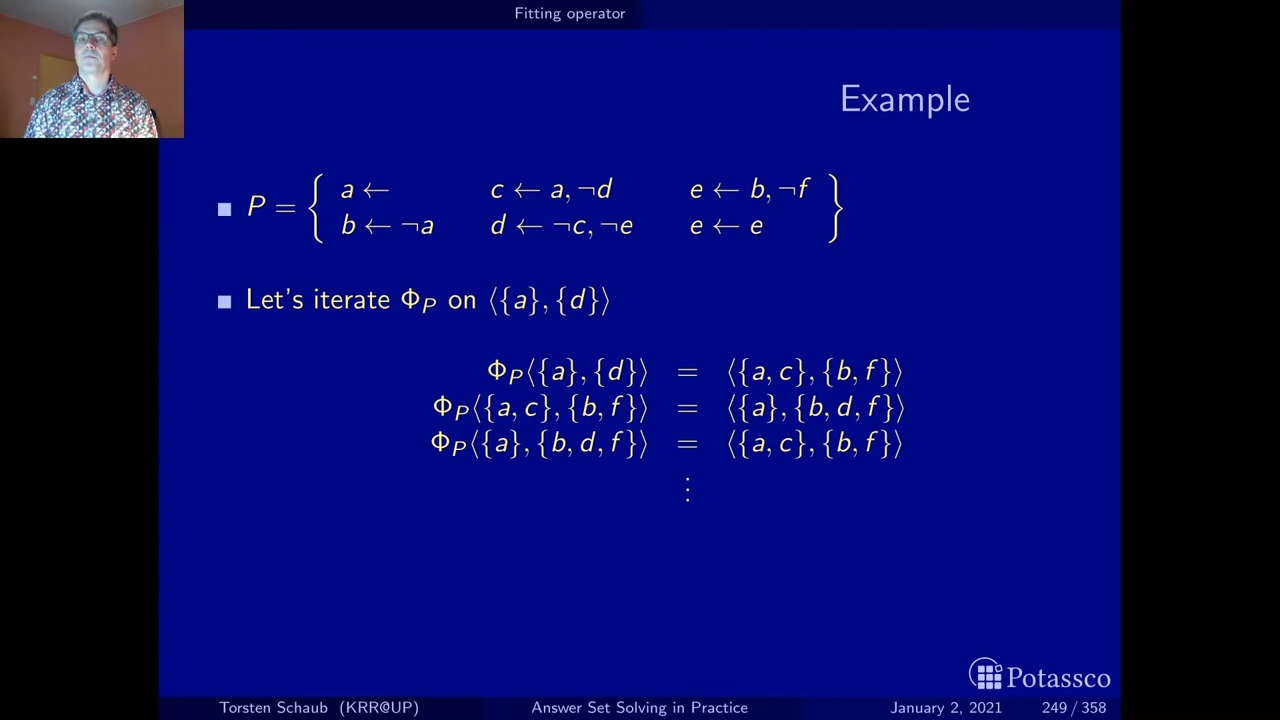 Fitting operator
Example
P = { a ← c ← a, ¬d e ← b, ¬f
b ← ¬a d ← ¬c, ¬e e ← e }
Let's iterate Φ_P on ⟨{a}, {d}⟩
Φ_P⟨{a}, {d}⟩ = ⟨{a, c}, {b, f}⟩
Φ_P⟨{a, c}, {b, f}⟩ = ⟨{a}, {b, d, f}⟩
Φ_P⟨{a}, {b, d, f}⟩ = ⟨{a, c}, {b, f}⟩
⋮
Potassco
Torsten Schaub (KRR@UP) Answer Set Solving in Practice January 2, 2021 249 / 358